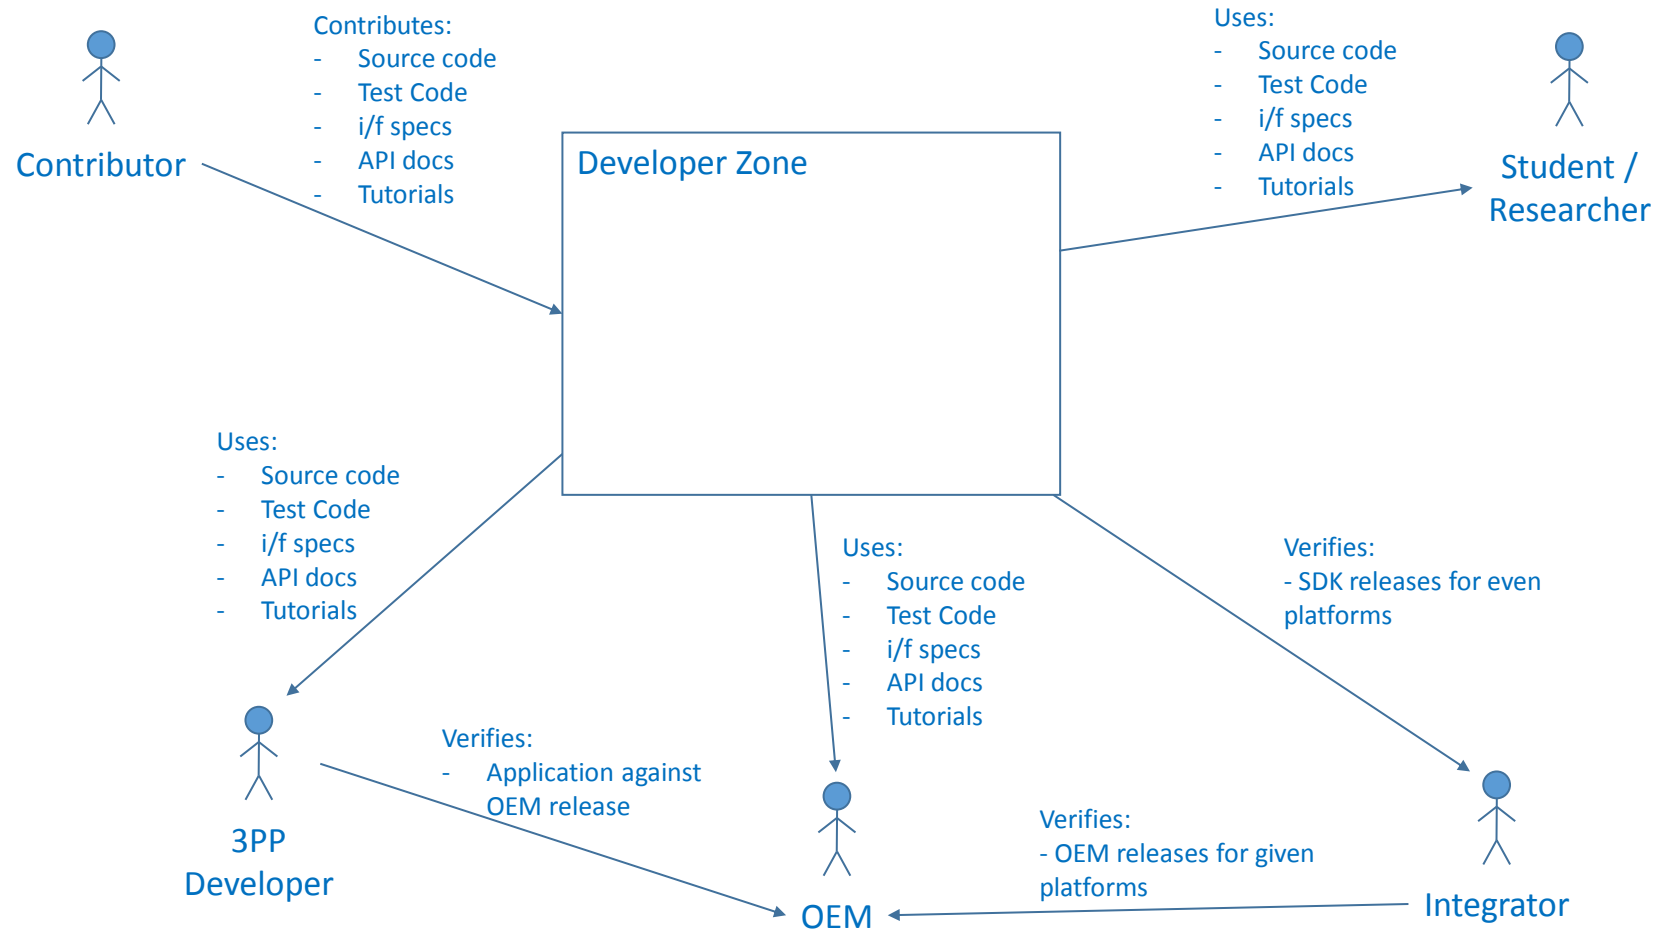 Contributes:
- Source code
- Test Code
- i/f specs
- API docs
- Tutorials
Contributor
Developer Zone
Uses:
- Source code
- Test Code
- i/f specs
- API docs
- Tutorials
Student /
Researcher
Uses:
- Source code
- Test Code
- i/f specs
- API docs
- Tutorials
Uses:
- Source code
- Test Code
- i/f specs
- API docs
- Tutorials
Verifies:
- SDK releases for even
platforms
Verifies:
- Application against
OEM release
3PP
Developer
Verifies:
- OEM releases for given
platforms
OEM
Integrator